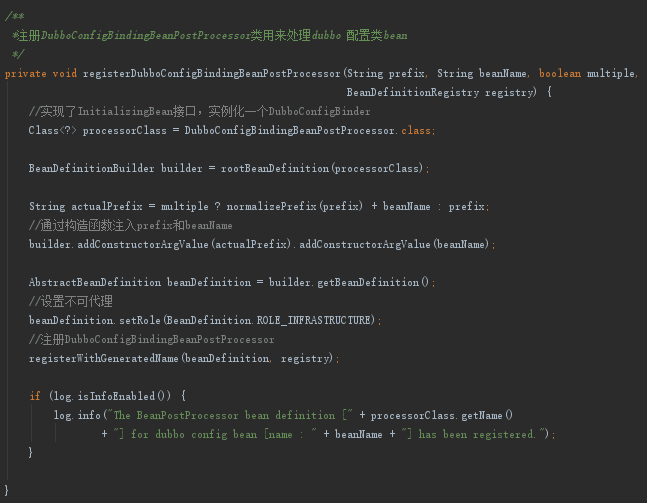 /**
 *注册DubboConfigBindingBeanPostProcessor类用来处理dubbo 配置类bean
 */
private void registerDubboConfigBindingBeanPostProcessor(String prefix, String beanName, boolean multiple,
                                                         BeanDefinitionRegistry registry) {
    //实现了InitializingBean接口，实例化一个DubboConfigBinder
    Class<?> processorClass = DubboConfigBindingBeanPostProcessor.class;
    BeanDefinitionBuilder builder = rootBeanDefinition(processorClass);
    String actualPrefix = multiple ? normalizePrefix(prefix) + beanName : prefix;
    //通过构造函数注入prefix和beanName
    builder.addConstructorArgValue(actualPrefix).addConstructorArgValue(beanName);
    AbstractBeanDefinition beanDefinition = builder.getBeanDefinition();
    //设置不可代理
    beanDefinition.setRole(BeanDefinition.ROLE_INFRASTRUCTURE);
    //注册DubboConfigBindingBeanPostProcessor
    registerWithGeneratedName(beanDefinition, registry);
    if (log.isInfoEnabled()) {
        log.info("The BeanPostProcessor bean definition [" + processorClass.getName()
                + "] for dubbo config bean [name : " + beanName + "] has been registered.");
    }
}